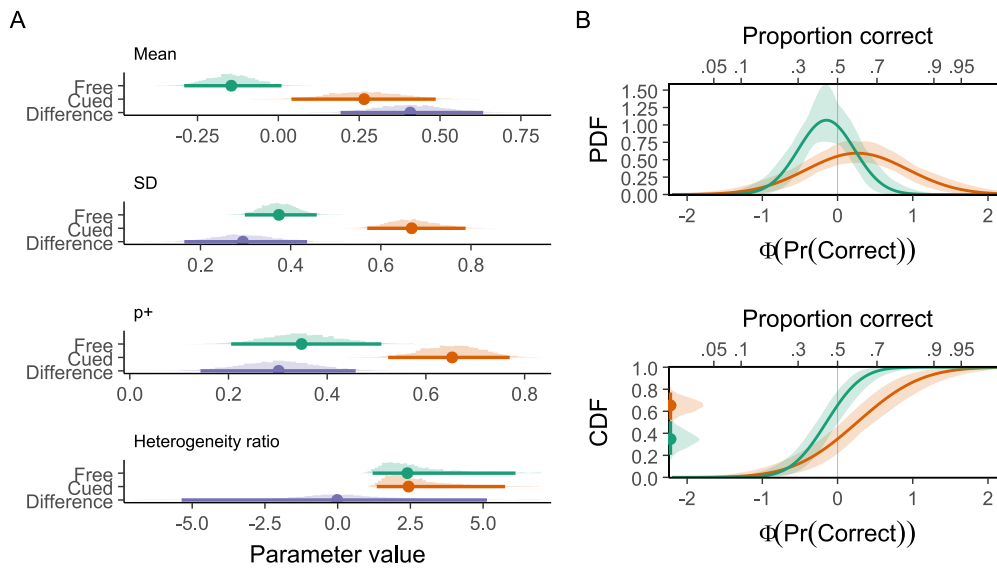 A
Mean
Free
Cued
Difference
-0.25 0.00 0.25 0.50 0.75
SD
Free
Cued
Difference
0.2 0.4 0.6 0.8
p+
Free
Cued
Difference
0.0 0.2 0.4 0.6 0.8
Heterogeneity ratio
Free
Cued
Difference
-5.0 -2.5 0.0 2.5 5.0
Parameter value
B
Proportion correct
.05 .1 .3 .5 .7 .9 .95
PDF
1.50
1.25
1.00
0.75
0.50
0.25
0.00
-2 -1 0 1 2
Φ(Pr(Correct))
Proportion correct
.05 .1 .3 .5 .7 .9 .95
CDF
1.0
0.8
0.6
0.4
0.2
0.0
-1 0 1 2
Φ(Pr(Correct))